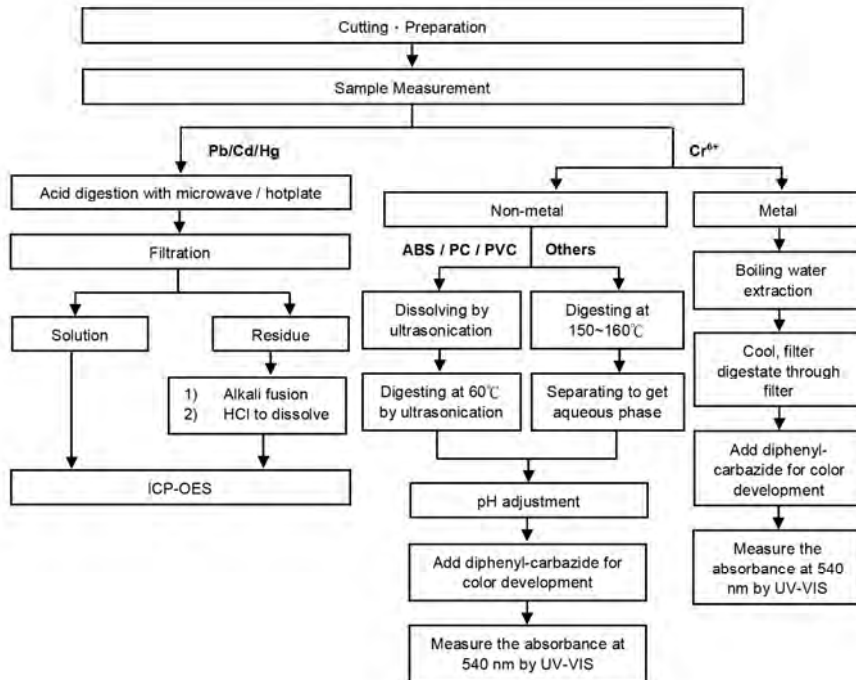 Cutting · Preparation
Sample Measurement
Pb/Cd/Hg
Acid digestion with microwave / hotplate
Filtration
Solution
Residue
1) Alkali fusion
2) HCl to dissolve
ICP-OES
Cr⁶⁺
Non-metal
ABS / PC / PVC
Others
Dissolving by
ultrasonication
Digesting at 60℃
by ultrasonication
Digesting at
150~160℃
Separating to get
aqueous phase
pH adjustment
Add diphenyl-carbazide for
color development
Measure the absorbance at
540 nm by UV-VIS
Metal
Boiling water
extraction
Cool, filter
digestate through
filter
Add diphenyl-
carbazide for color
development
Measure the
absorbance at 540
nm by UV-VIS